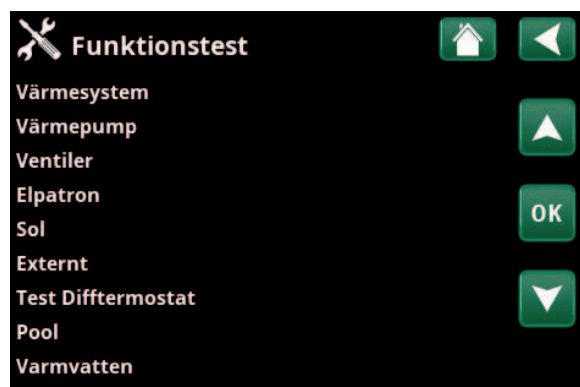 Funktionstest
Värmesystem
Värmepump
Ventiler
Elpatron
Sol
OK
Externt
Test Difftermostat
Pool
Varmvatten